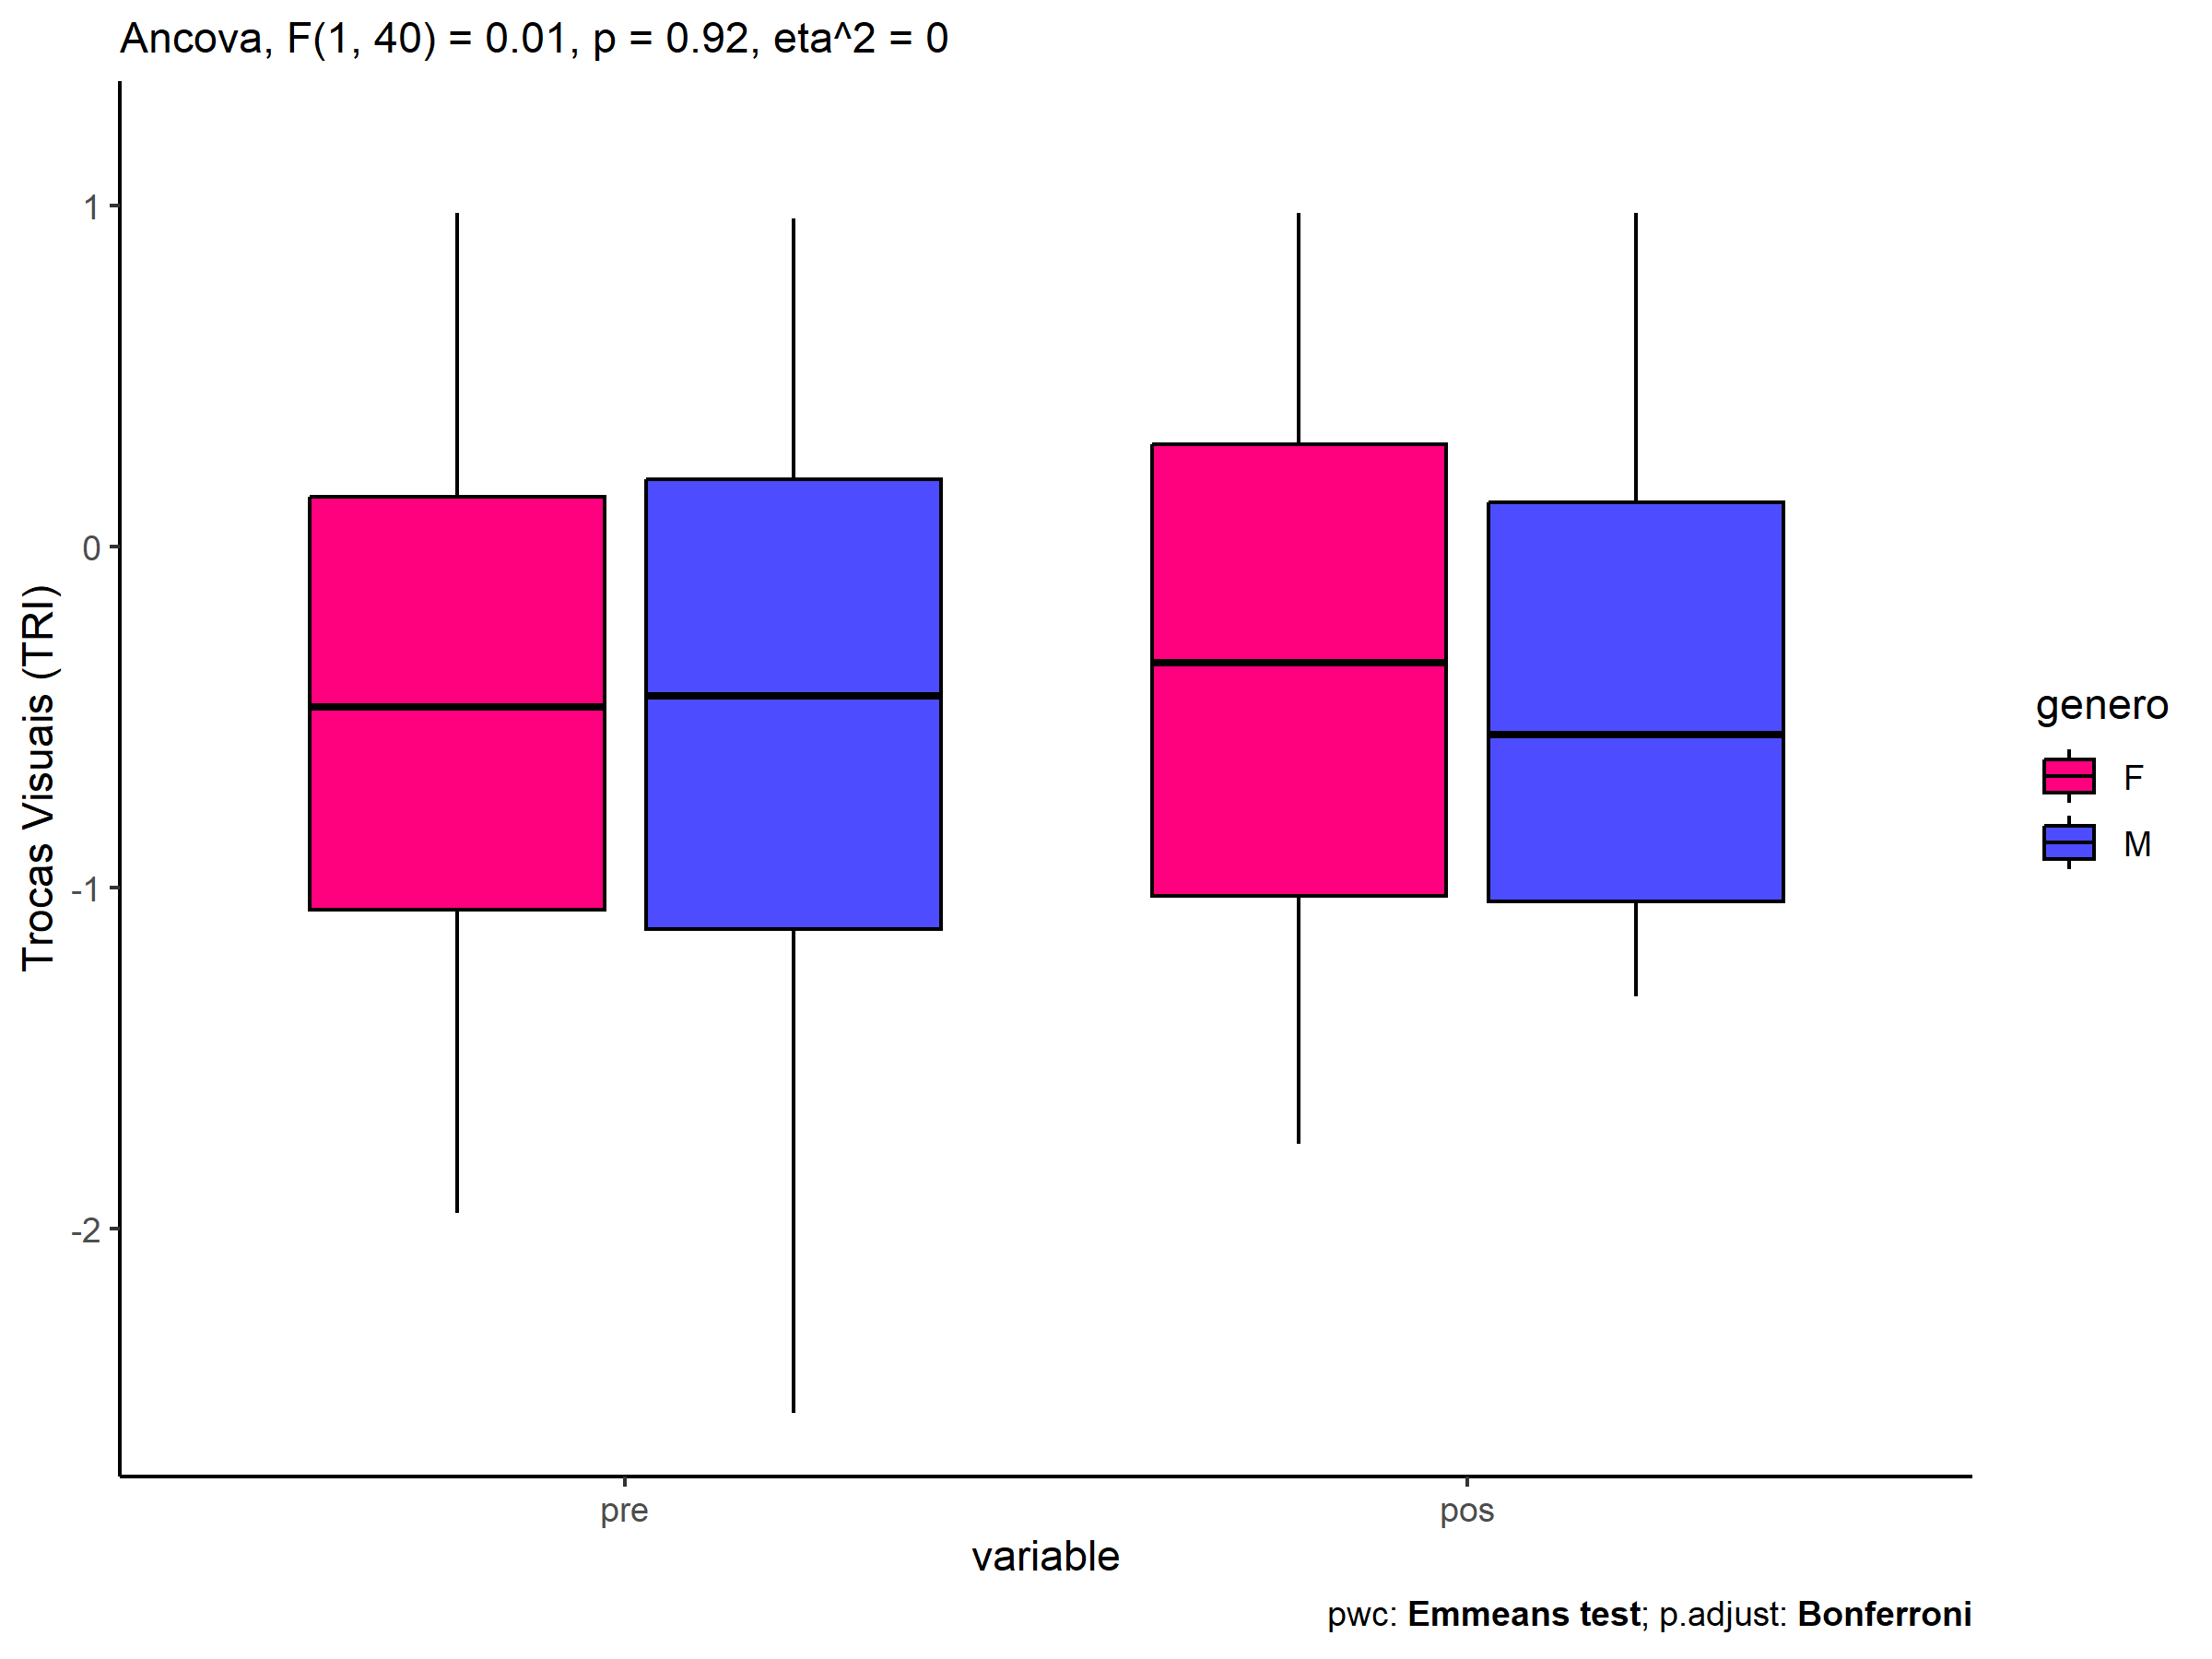 Ancova, F(1, 40) = 0.01, p = 0.92, eta^2 = 0
Trocas Visuais (TRI)
1
0
-1
-2
pre
pos
variable
genero
F
M
pwc: Emmeans test; p.adjust: Bonferroni